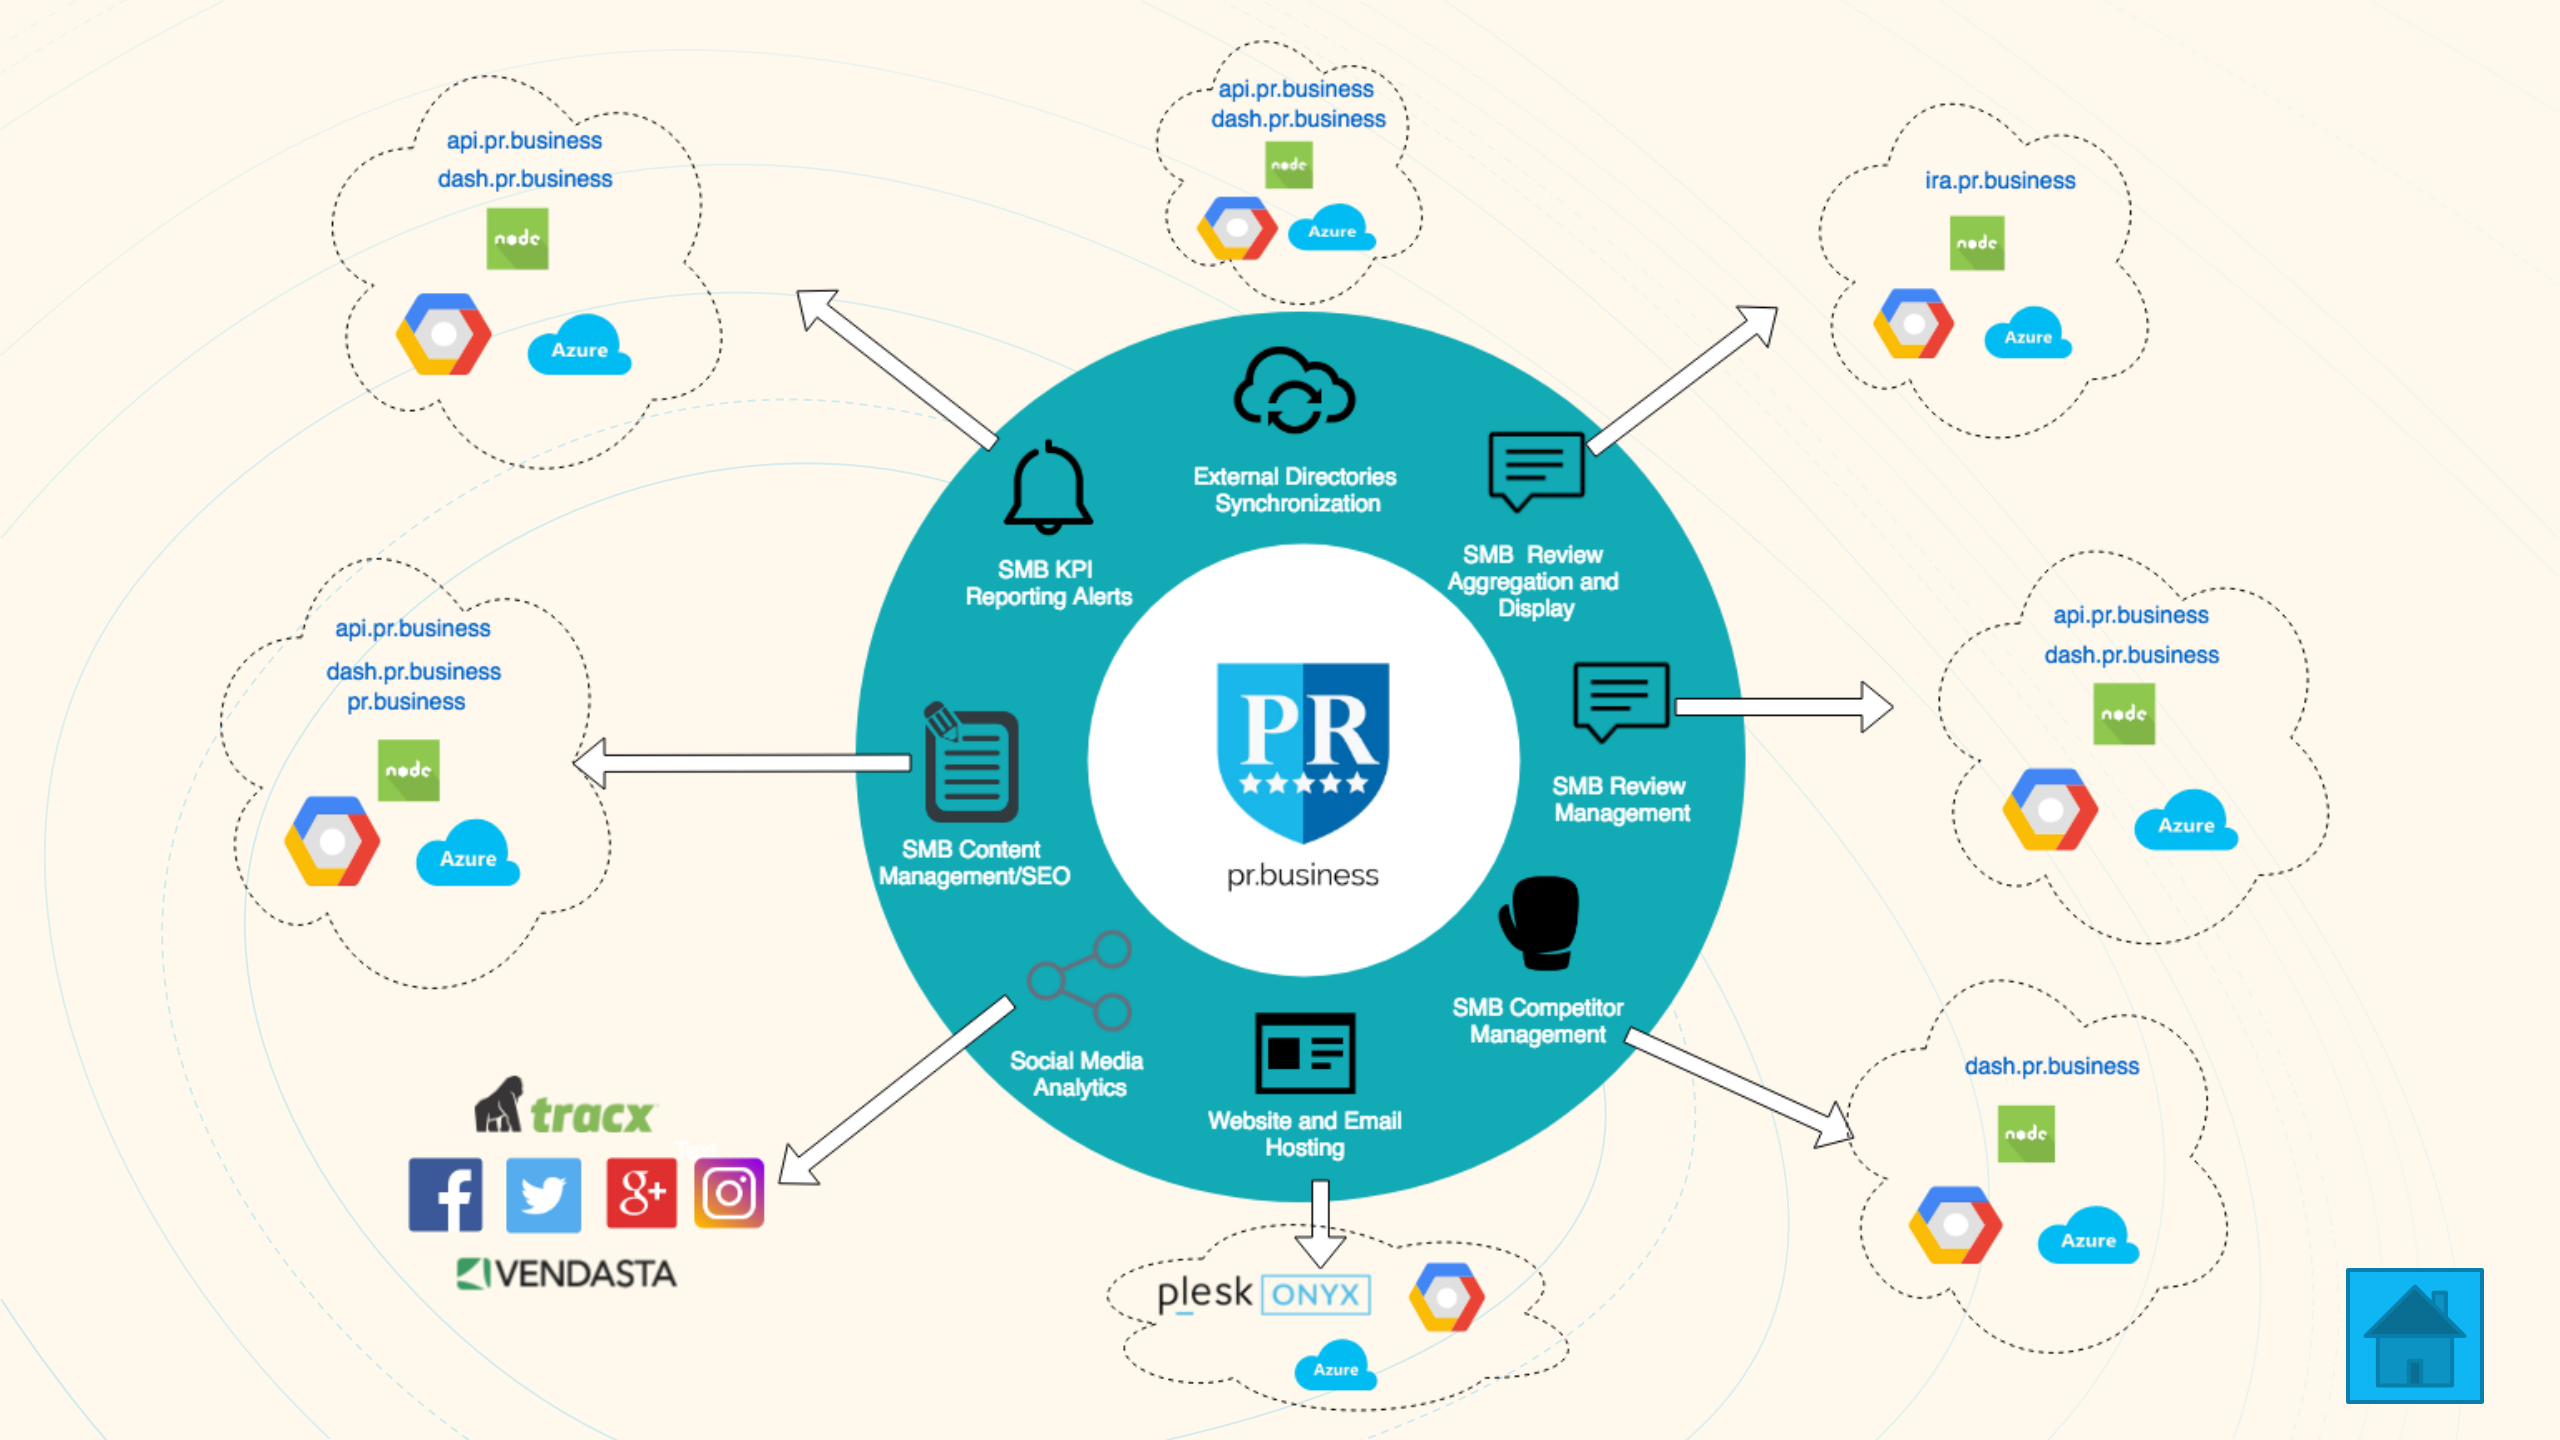 api.pr.business
dash.pr.business
node
Azure
api.pr.business
dash.pr.business
node
Azure
ira.pr.business
node
Azure
External Directories
Synchronization
SMB KPI
Reporting Alerts
SMB  Review
Aggregation and
Display
api.pr.business
dash.pr.business
pr.business
node
Azure
api.pr.business
dash.pr.business
node
Azure
PR
pr.business
SMB Review
Management
SMB Content
Management/SEO
SMB Competitor
Management
Social Media
Analytics
Website and Email
Hosting
dash.pr.business
node
Azure
tracx
f
g+
VENDASTA
plesk ONYX
Azure